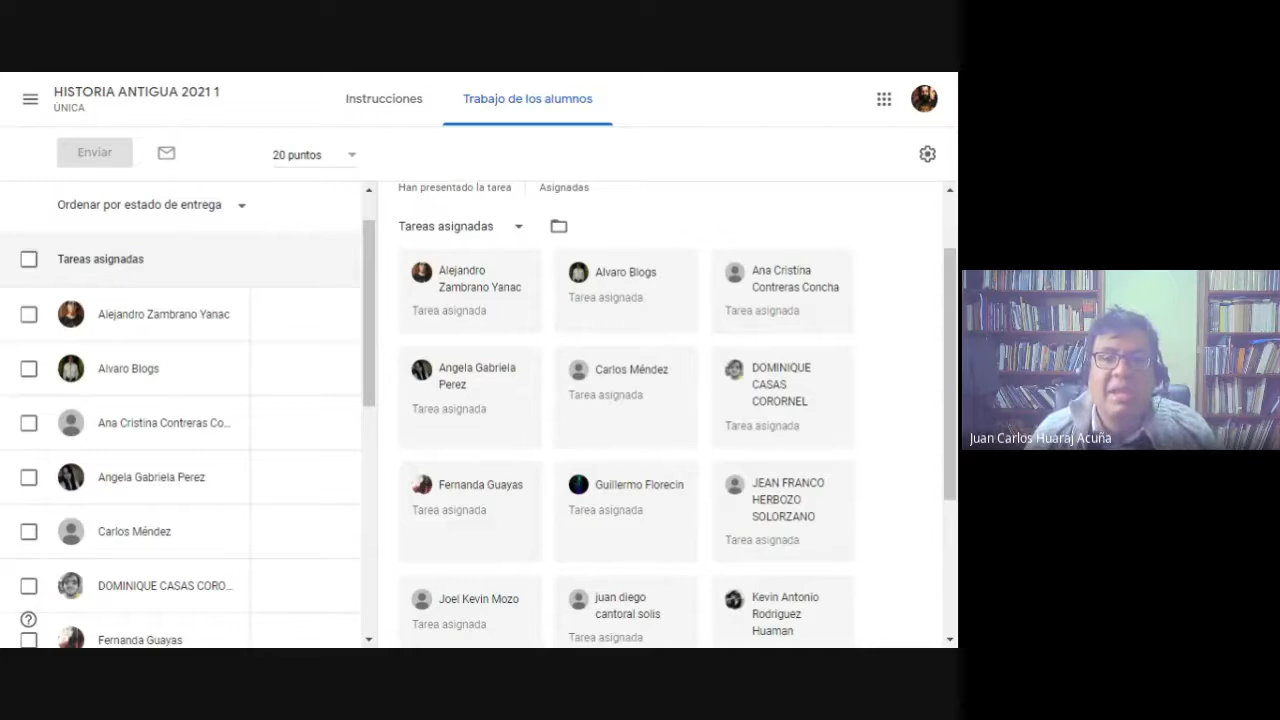 HISTORIA ANTIGUA 2021 1
ÚNICA
Instrucciones
Trabajo de los alumnos
Enviar
20 puntos
Ordenar por estado de entrega
Tareas asignadas
Alejandro Zambrano Yanac
Alvaro Blogs
Ana Cristina Contreras Co...
Angela Gabriela Perez
Carlos Méndez
DOMINIQUE CASAS CORO...
Fernanda Guayas
Han presentado la tarea
Asignadas
Tareas asignadas
Alejandro
Zambrano Yanac
Tarea asignada
Alvaro Blogs
Tarea asignada
Ana Cristina
Contreras Concha
Tarea asignada
Angela Gabriela
Perez
Tarea asignada
Carlos Méndez
Tarea asignada
DOMINIQUE
CASAS
CORORNEL
Tarea asignada
Fernanda Guayas
Tarea asignada
Guillermo Florecin
Tarea asignada
JEAN FRANCO
HERBOZO
SOLORZANO
Tarea asignada
Joel Kevin Mozo
Tarea asignada
juan diego
cantoral solis
Tarea asignada
Kevin Antonio
Rodriguez
Huaman
Juan Carlos Huaraj Acuña